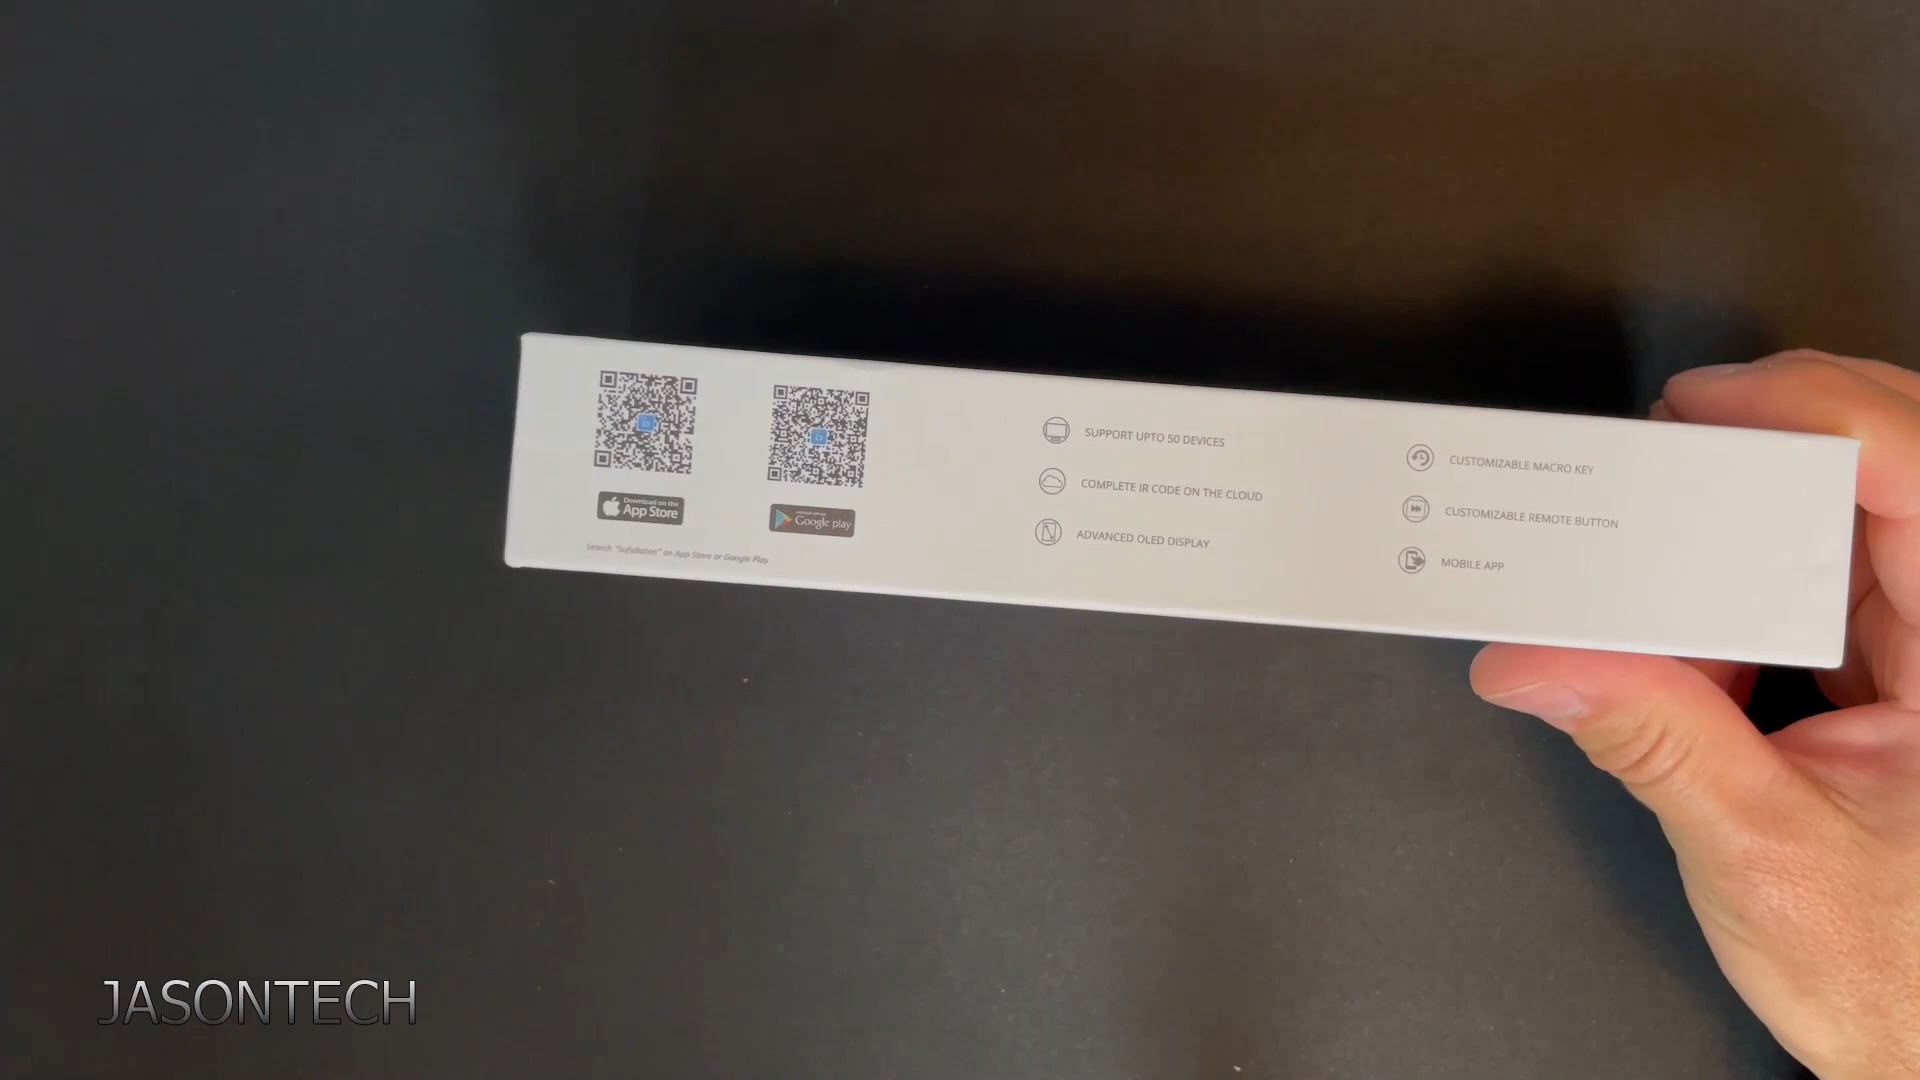 Download on the
App Store
Google play
Search "SofaBaton" on App Store or Google Play
SUPPORT UPTO 50 DEVICES
COMPLETE IR CODE ON THE CLOUD
ADVANCED OLED DISPLAY
CUSTOMIZABLE MACRO KEY
CUSTOMIZABLE REMOTE BUTTON
MOBILE APP
JASONTECH